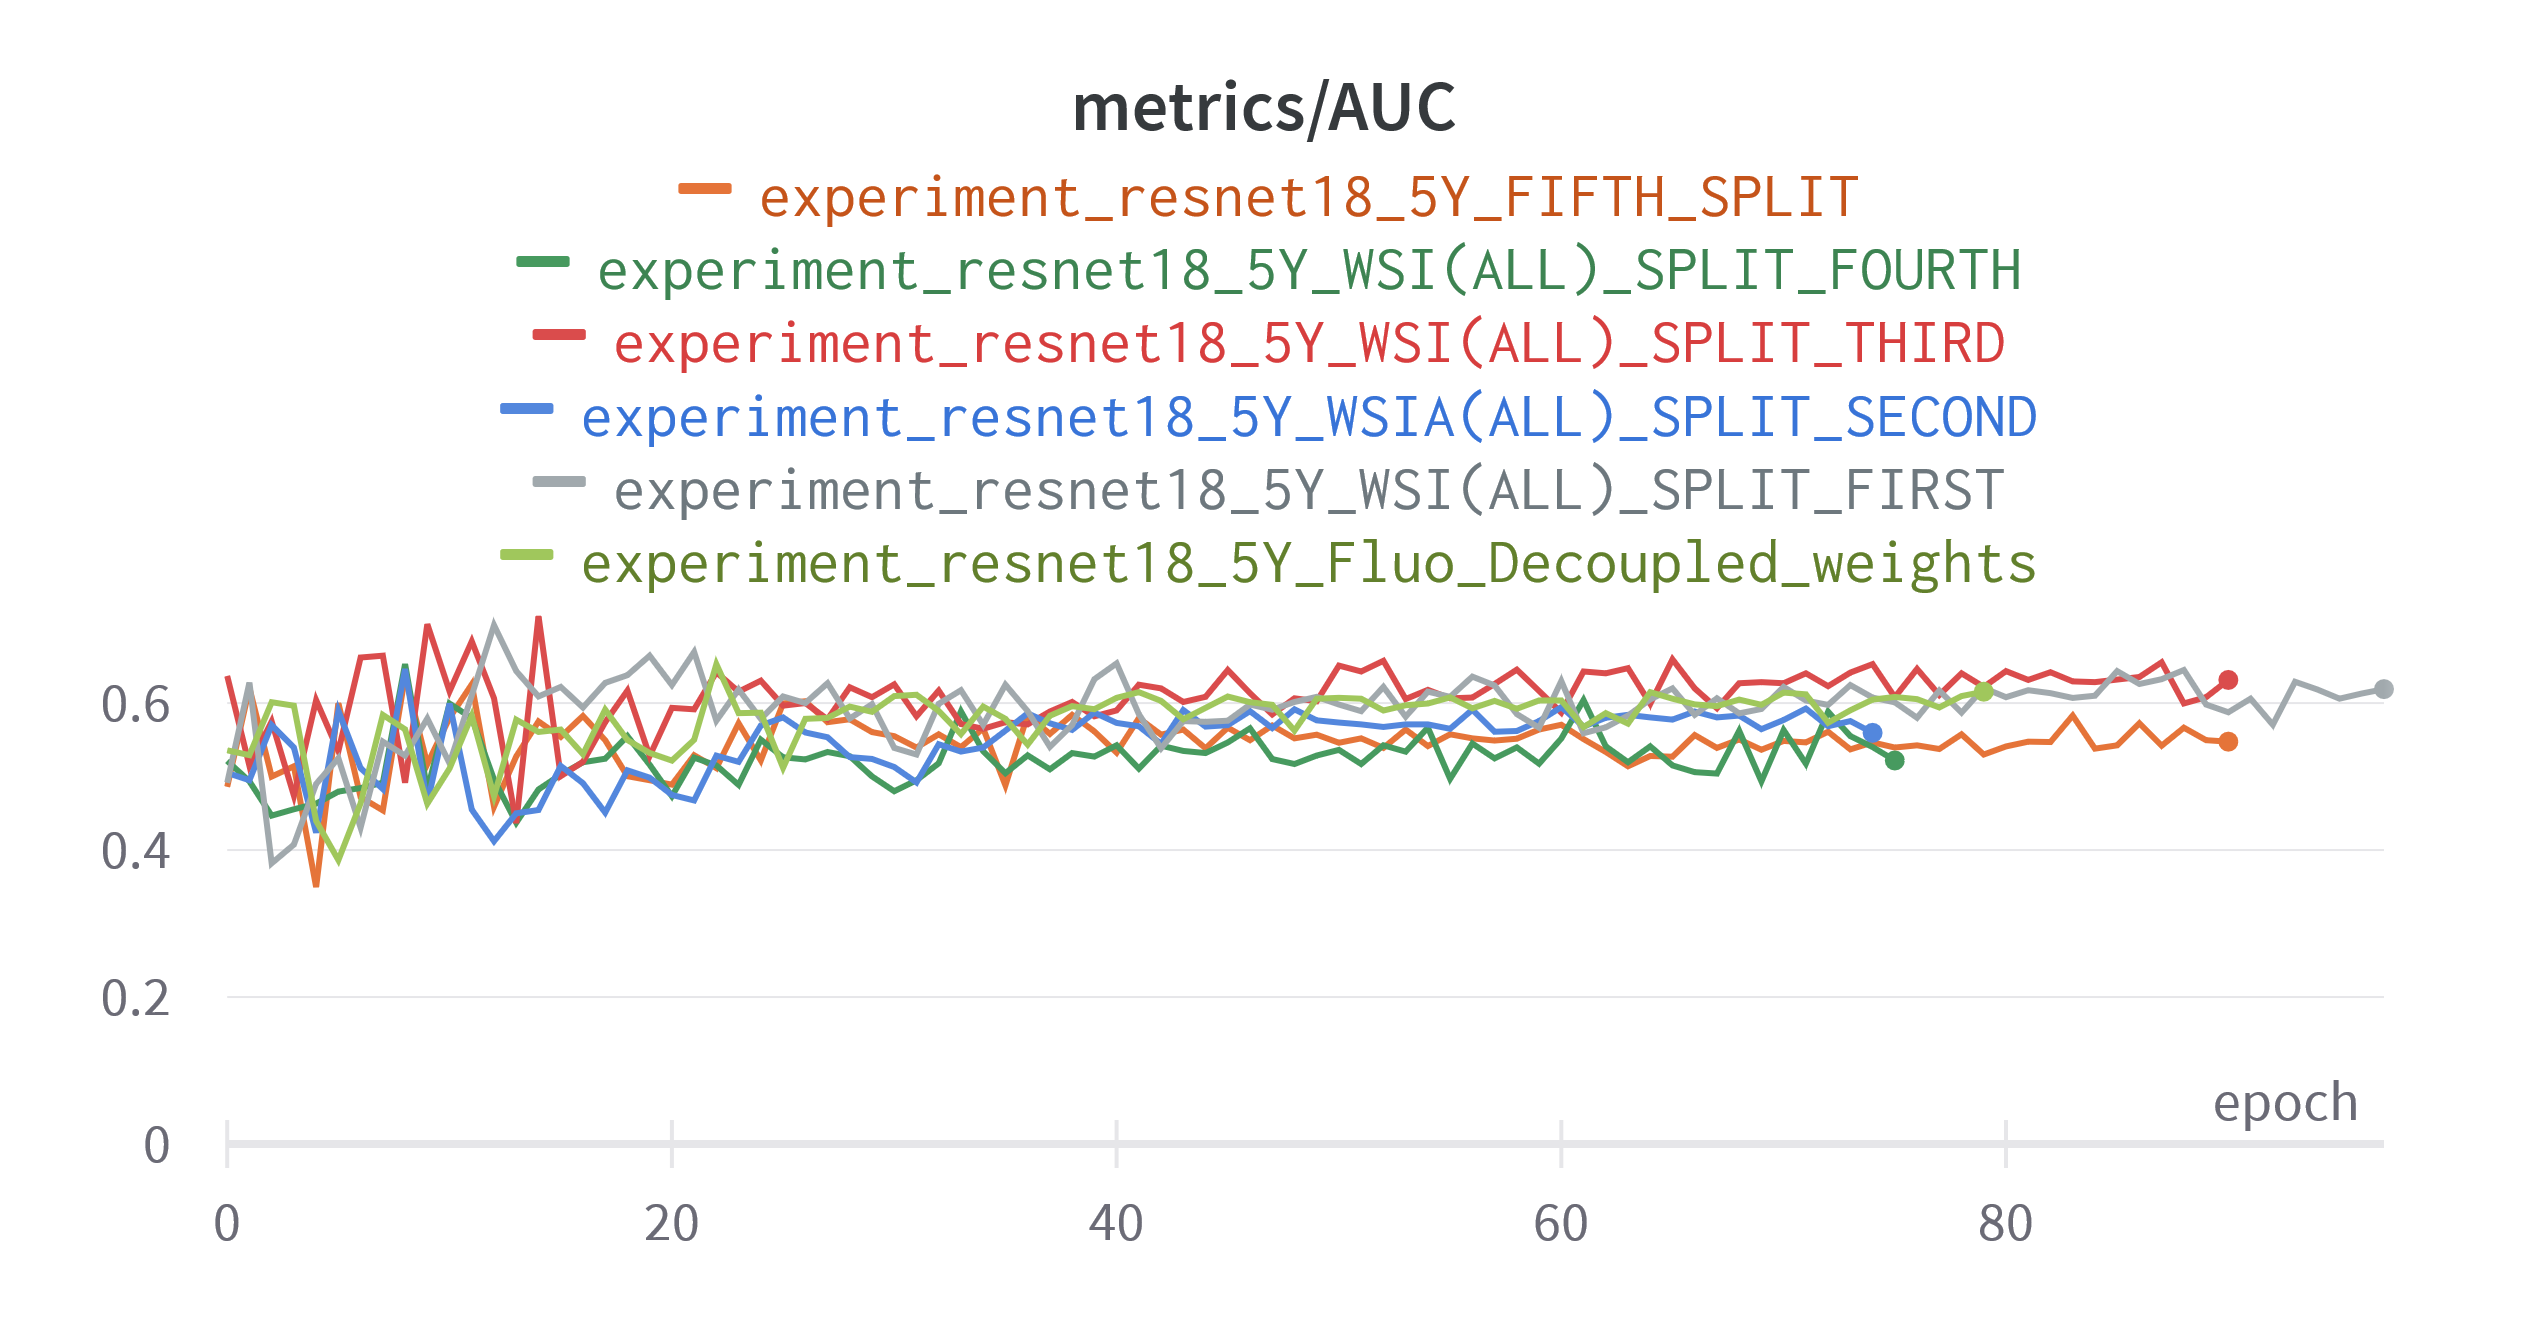 metrics/AUC
experiment_resnet18_5Y_FIFTH_SPLIT
experiment_resnet18_5Y_WSI(ALL)_SPLIT_FOURTH
experiment_resnet18_5Y_WSI(ALL)_SPLIT_THIRD
experiment_resnet18_5Y_WSIA(ALL)_SPLIT_SECOND
experiment_resnet18_5Y_WSI(ALL)_SPLIT_FIRST
experiment_resnet18_5Y_Fluo_Decoupled_weights
0.6
0.4
0.2
epoch
0
0 20 40 60 80